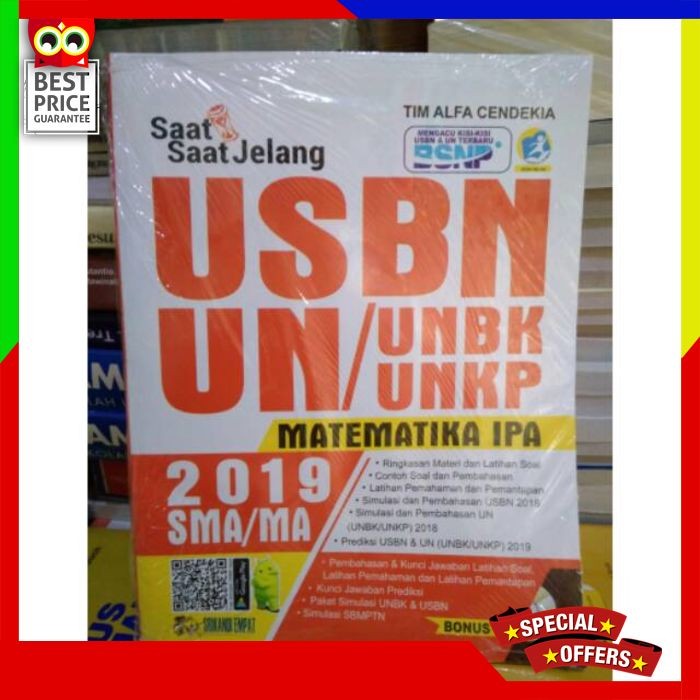 BEST
PRICE
GUARANTEE
TIM ALFA CENDEKIA
Saat
Saat Jelang
MENGACU KISI-KISI
USBN & UN TERBARU
BSNP
USBN
UN/UNBK
UNKP
MATEMATIKA IPA
2019
SMA/MA
• Ringkasan Materi dan Latihan Soal
• Contoh Soal dan Pembahasan
• Latihan Pemahaman dan Pemantapan
• Simulasi dan Pembahasan USBN 2018
• Simulasi dan Pembahasan UN
(UNBK/UNKP) 2018
• Prediksi USBN & UN (UNBK/UNKP) 2019
• Pembahasan & Kunci Jawaban Latihan Soal,
Latihan Pemahaman dan Latihan Pemantapan
• Kunci Jawaban Prediksi
• Paket Simulasi UNBK & USBN
• Simulasi SBMPTN
SRIKANDI EMPAT
BONUS
SPECIAL
OFFERS